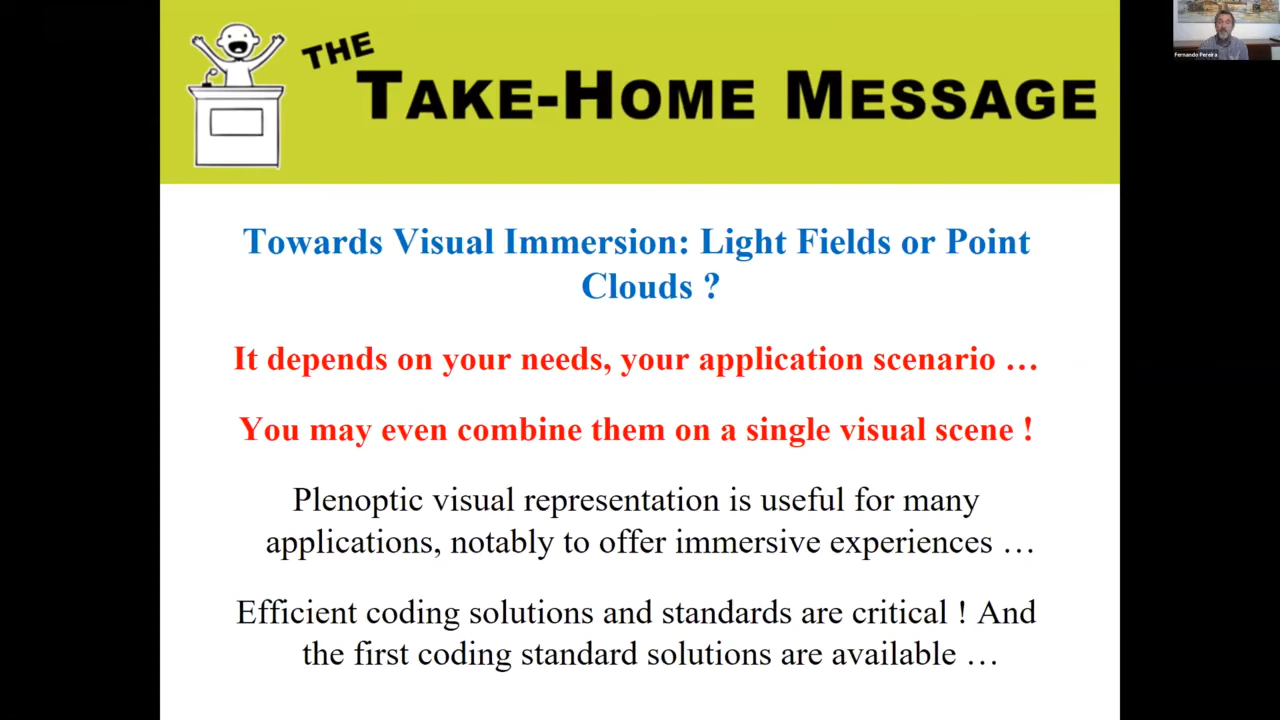 THE
TAKE-HOME MESSAGE
Fernando Pereira
Towards Visual Immersion: Light Fields or Point
Clouds ?
It depends on your needs, your application scenario …
You may even combine them on a single visual scene !
Plenoptic visual representation is useful for many
applications, notably to offer immersive experiences …
Efficient coding solutions and standards are critical ! And
the first coding standard solutions are available …